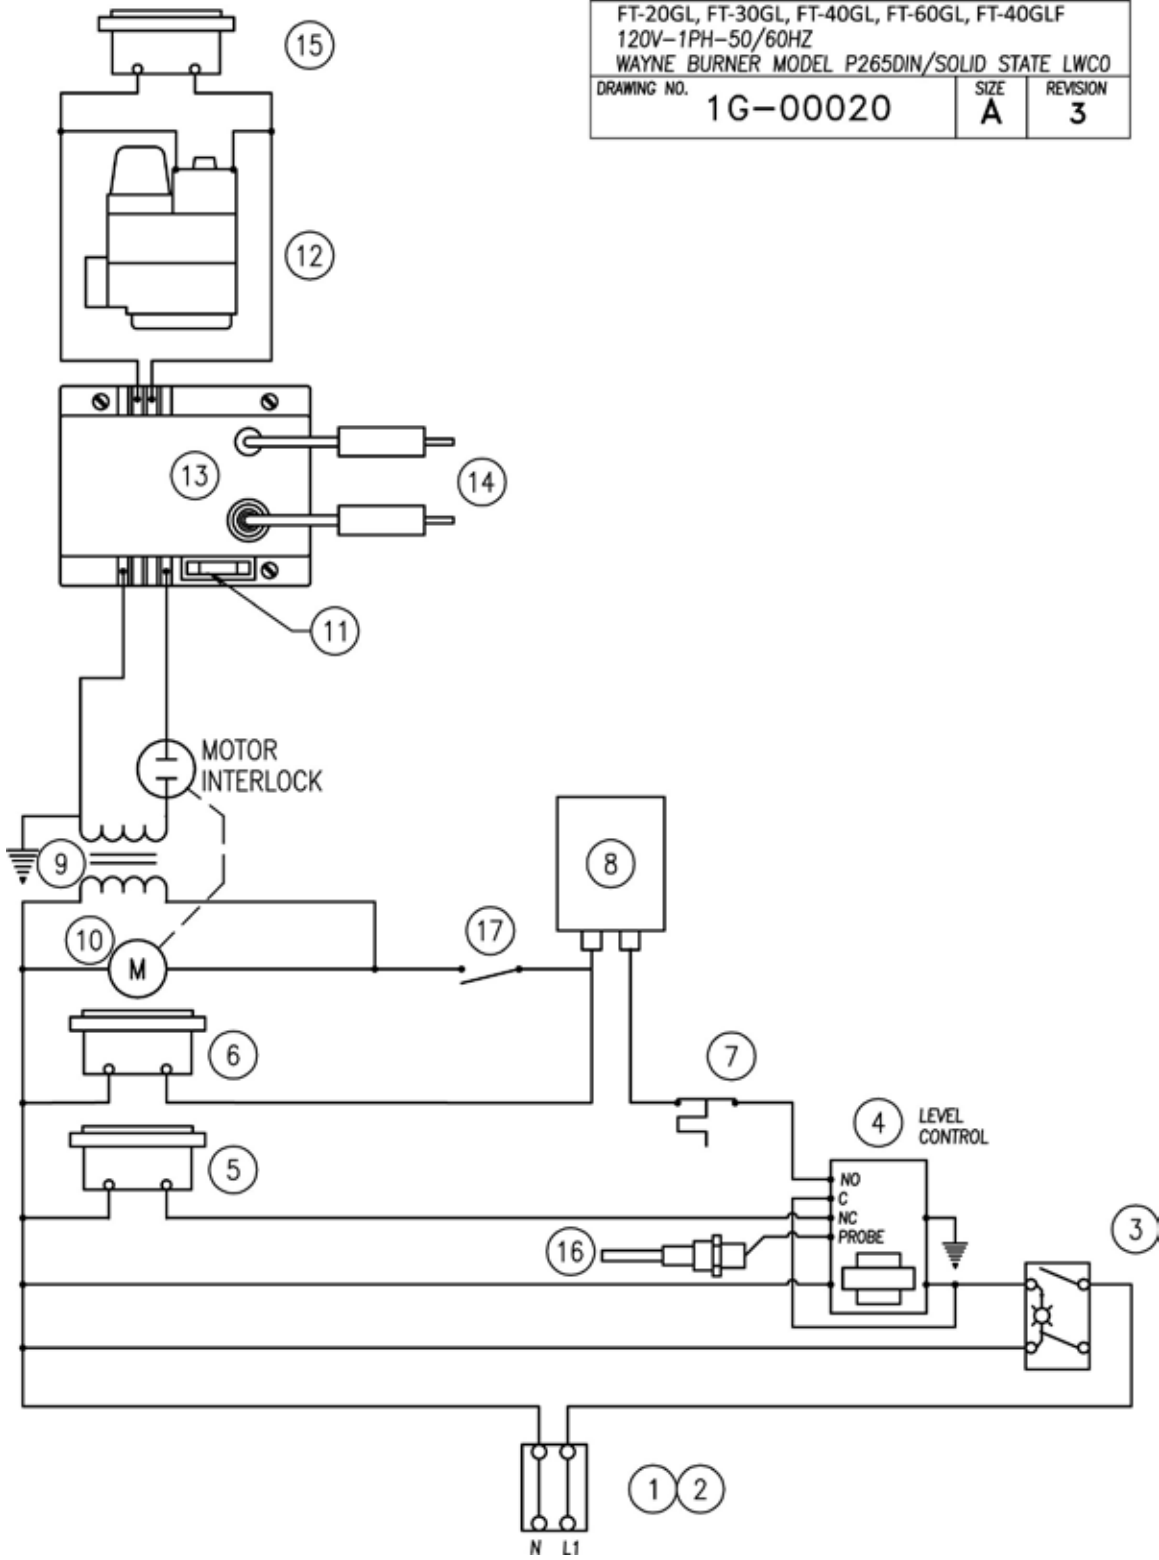 FT-20GL, FT-30GL, FT-40GL, FT-60GL, FT-40GLF
120V-1PH-50/60HZ
WAYNE BURNER MODEL P265DIN/SOLID STATE LWCO
DRAWING NO.
1G-00020
SIZE
A
REVISION
3
15
12
13
14
11
MOTOR
INTERLOCK
9
8
10
M
17
6
7
5
4
LEVEL
CONTROL
NO
C
NC
PROBE
16
3
1
2
N
L1